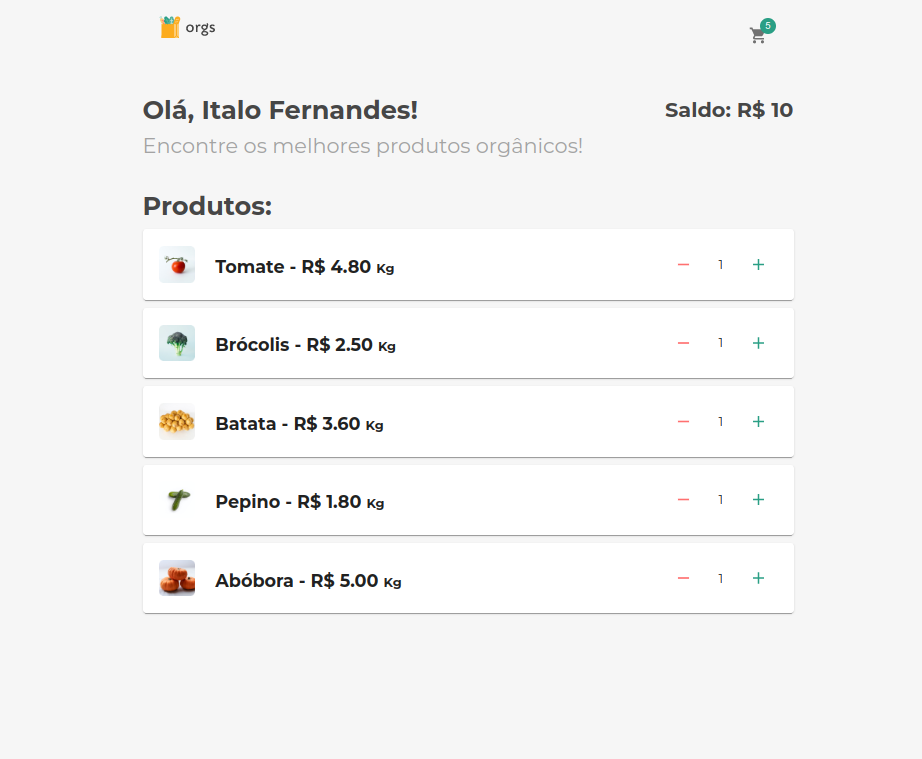 orgs
5
Olá, Italo Fernandes!
Saldo: R$ 10
Encontre os melhores produtos orgânicos!
Produtos:
Tomate - R$ 4.80 Kg
1
Brócolis - R$ 2.50 Kg
1
Batata - R$ 3.60 Kg
1
Pepino - R$ 1.80 Kg
1
Abóbora - R$ 5.00 Kg
1